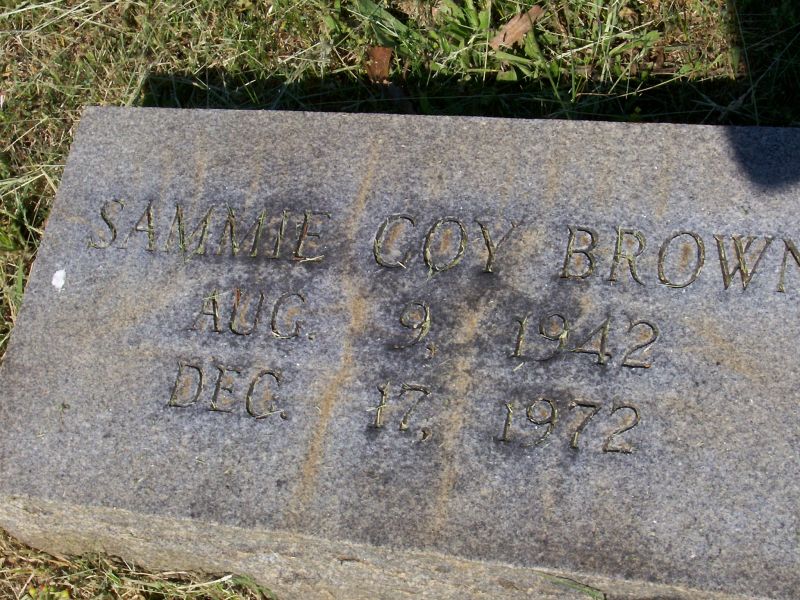 SAMMIE COY BROWN
AUG. 9, 1942
DEC. 17, 1972